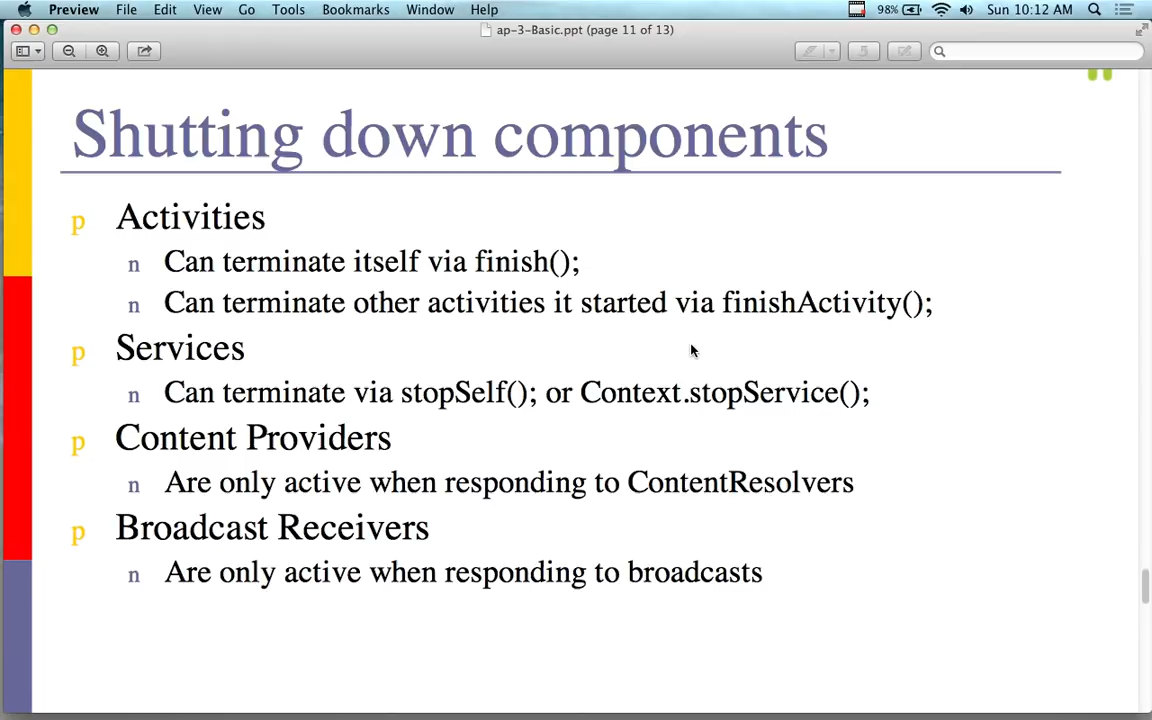 Preview File Edit View Go Tools Bookmarks Window Help 98% Sun 10:12 AM
ap-3-Basic.ppt (page 11 of 13)
Shutting down components
p Activities
n Can terminate itself via finish();
n Can terminate other activities it started via finishActivity();
p Services
n Can terminate via stopSelf(); or Context.stopService();
p Content Providers
n Are only active when responding to ContentResolvers
p Broadcast Receivers
n Are only active when responding to broadcasts